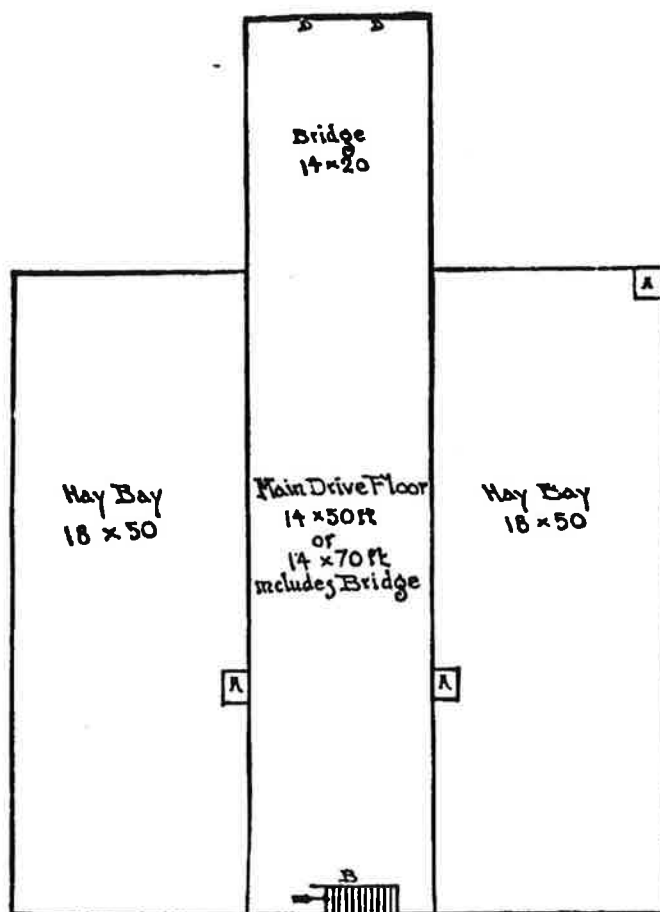 D D
Bridge
14×20
A
Hay Bay
18 × 50
Main Drive Floor
14 × 50 ft
or
14 × 70 ft
includes Bridge
Hay Bay
18 × 50
A
A
B